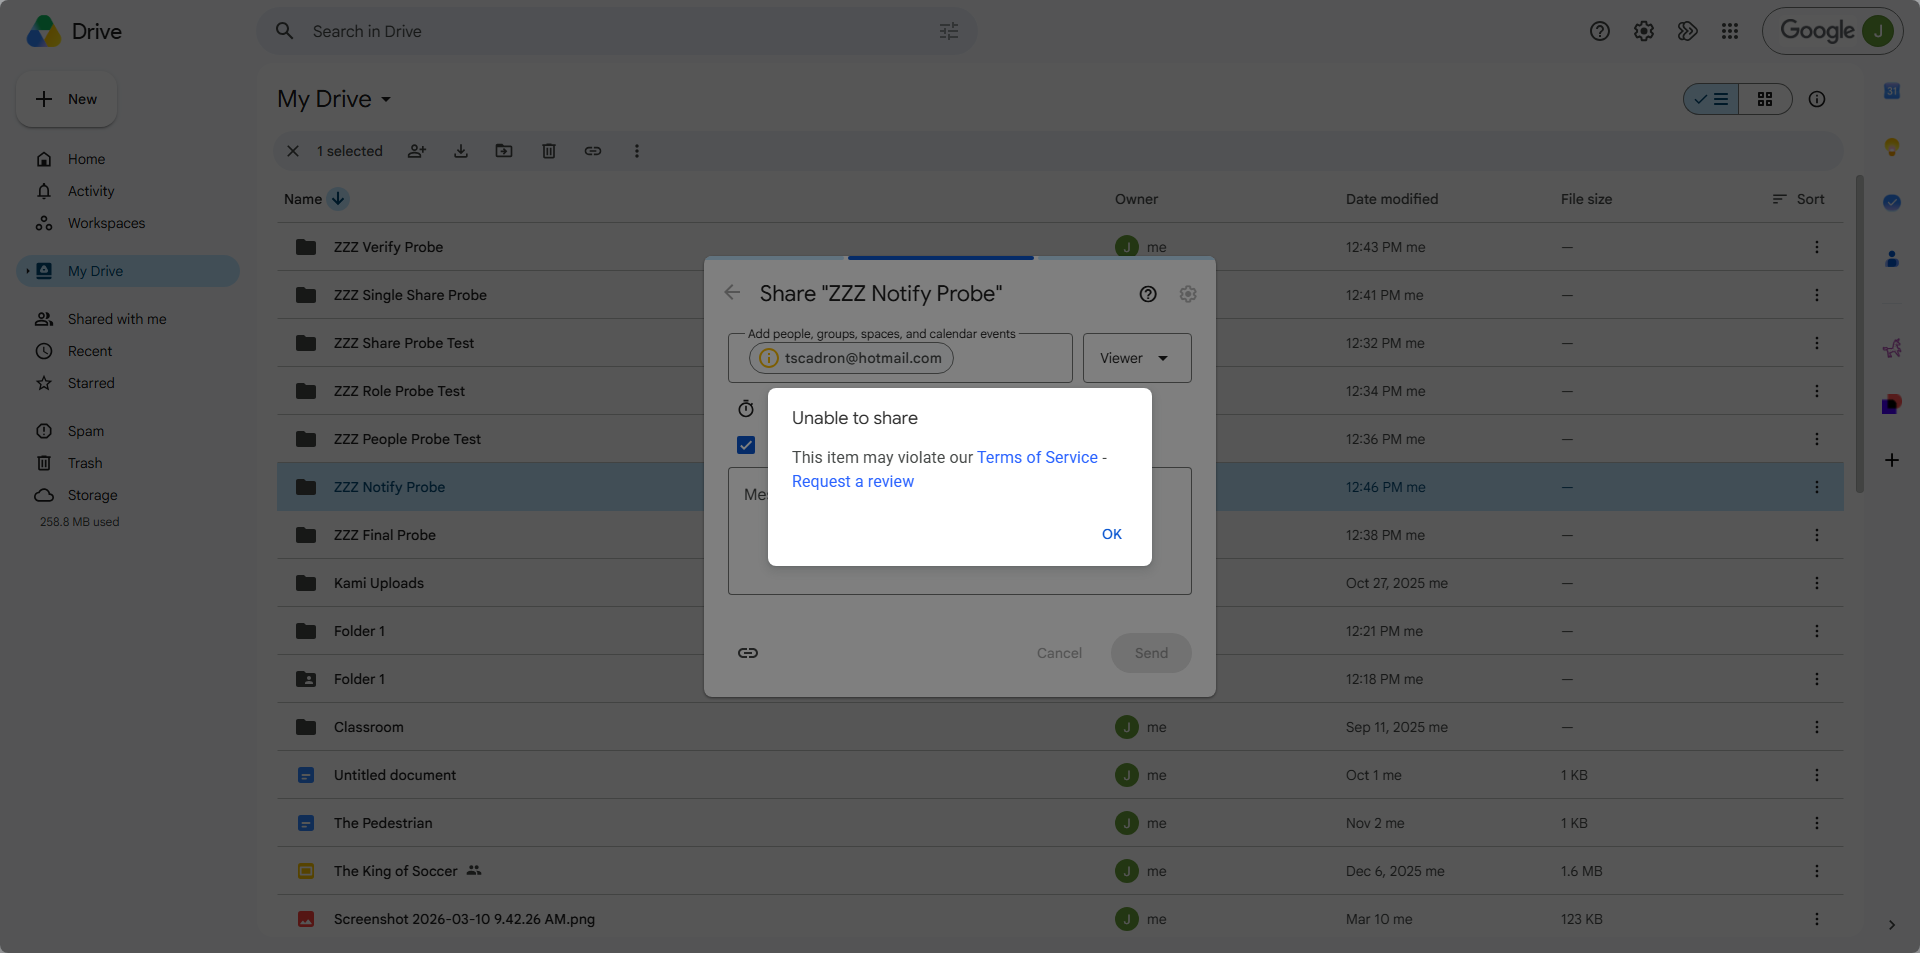 Drive
Search in Drive
Google
J
New
My Drive
31
1 selected
Home
Activity
Workspaces
My Drive
Shared with me
Recent
Starred
Spam
Trash
Storage
258.8 MB used
Name Owner Date modified File size Sort
ZZZ Verify Probe J me 12:43 PM me —
ZZZ Single Share Probe 12:41 PM me —
ZZZ Share Probe Test 12:32 PM me —
ZZZ Role Probe Test 12:34 PM me —
ZZZ People Probe Test 12:36 PM me —
ZZZ Notify Probe 12:46 PM me —
ZZZ Final Probe 12:38 PM me —
Kami Uploads Oct 27, 2025 me —
Folder 1 12:21 PM me —
Folder 1 12:18 PM me —
Classroom J me Sep 11, 2025 me —
Untitled document J me Oct 1 me 1 KB
The Pedestrian J me Nov 2 me 1 KB
The King of Soccer J me Dec 6, 2025 me 1.6 MB
Screenshot 2026-03-10 9.42.26 AM.png J me Mar 10 me 123 KB
Share "ZZZ Notify Probe"
Add people, groups, spaces, and calendar events
tscadron@hotmail.com
Viewer
Unable to share
This item may violate our Terms of Service -
Request a review
OK
Cancel
Send